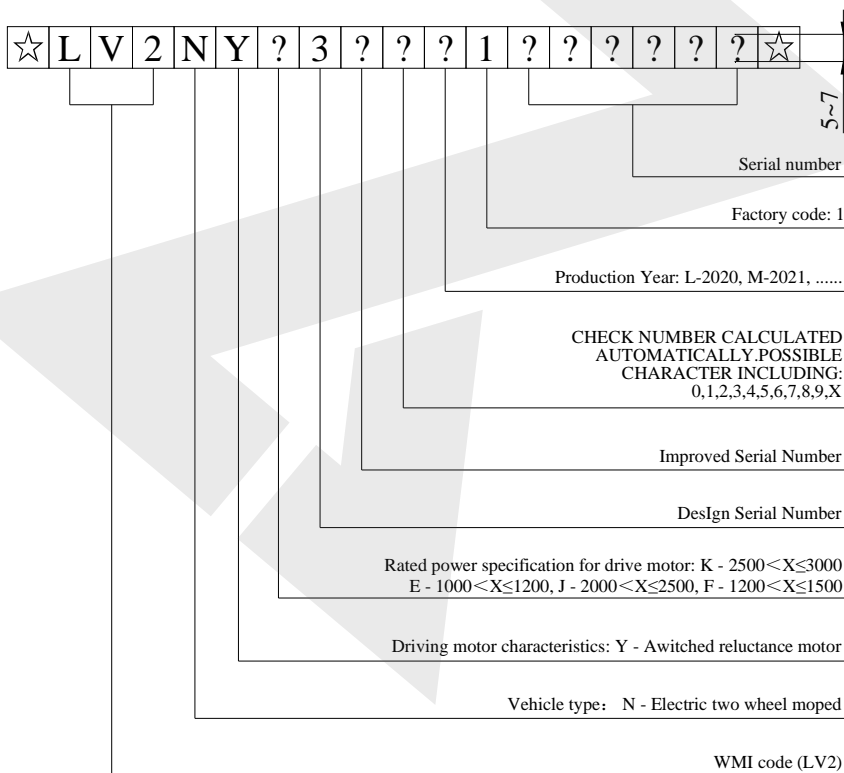 ☆ L V 2 N Y ? 3 ? ? ? 1 ? ? ? ? ? ? ☆
5~7
Serial number
Factory code: 1
Production Year: L-2020, M-2021, ......
CHECK NUMBER CALCULATED
AUTOMATICALLY.POSSIBLE
CHARACTER INCLUDING:
0,1,2,3,4,5,6,7,8,9,X
Improved Serial Number
DesIgn Serial Number
Rated power specification for drive motor: K - 2500<X≤3000
E - 1000<X≤1200, J - 2000<X≤2500, F - 1200<X≤1500
Driving motor characteristics: Y - Awitched reluctance motor
Vehicle type: N - Electric two wheel moped
WMI code (LV2)